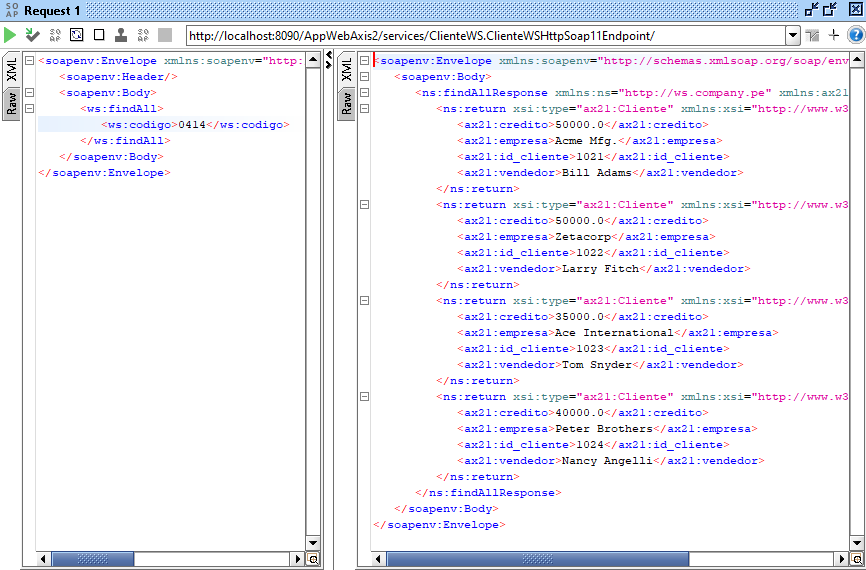 SO AP Request 1
SO AP SO AP http://localhost:8090/AppWebAxis2/services/ClienteWS.ClienteWSHttpSoap11Endpoint/ ?
XML
Raw
<soapenv:Envelope xmlns:soapenv="http:
<soapenv:Header/>
<soapenv:Body>
<ws:findAll>
<ws:codigo>0414</ws:codigo>
</ws:findAll>
</soapenv:Body>
</soapenv:Envelope>
XML
Raw
<soapenv:Envelope xmlns:soapenv="http://schemas.xmlsoap.org/soap/env
<soapenv:Body>
<ns:findAllResponse xmlns:ns="http://ws.company.pe" xmlns:ax21
<ns:return xsi:type="ax21:Cliente" xmlns:xsi="http://www.w3
<ax21:credito>50000.0</ax21:credito>
<ax21:empresa>Acme Mfg.</ax21:empresa>
<ax21:id_cliente>1021</ax21:id_cliente>
<ax21:vendedor>Bill Adams</ax21:vendedor>
</ns:return>
<ns:return xsi:type="ax21:Cliente" xmlns:xsi="http://www.w3
<ax21:credito>50000.0</ax21:credito>
<ax21:empresa>Zetacorp</ax21:empresa>
<ax21:id_cliente>1022</ax21:id_cliente>
<ax21:vendedor>Larry Fitch</ax21:vendedor>
</ns:return>
<ns:return xsi:type="ax21:Cliente" xmlns:xsi="http://www.w3
<ax21:credito>35000.0</ax21:credito>
<ax21:empresa>Ace International</ax21:empresa>
<ax21:id_cliente>1023</ax21:id_cliente>
<ax21:vendedor>Tom Snyder</ax21:vendedor>
</ns:return>
<ns:return xsi:type="ax21:Cliente" xmlns:xsi="http://www.w3
<ax21:credito>40000.0</ax21:credito>
<ax21:empresa>Peter Brothers</ax21:empresa>
<ax21:id_cliente>1024</ax21:id_cliente>
<ax21:vendedor>Nancy Angelli</ax21:vendedor>
</ns:return>
</ns:findAllResponse>
</soapenv:Body>
</soapenv:Envelope>